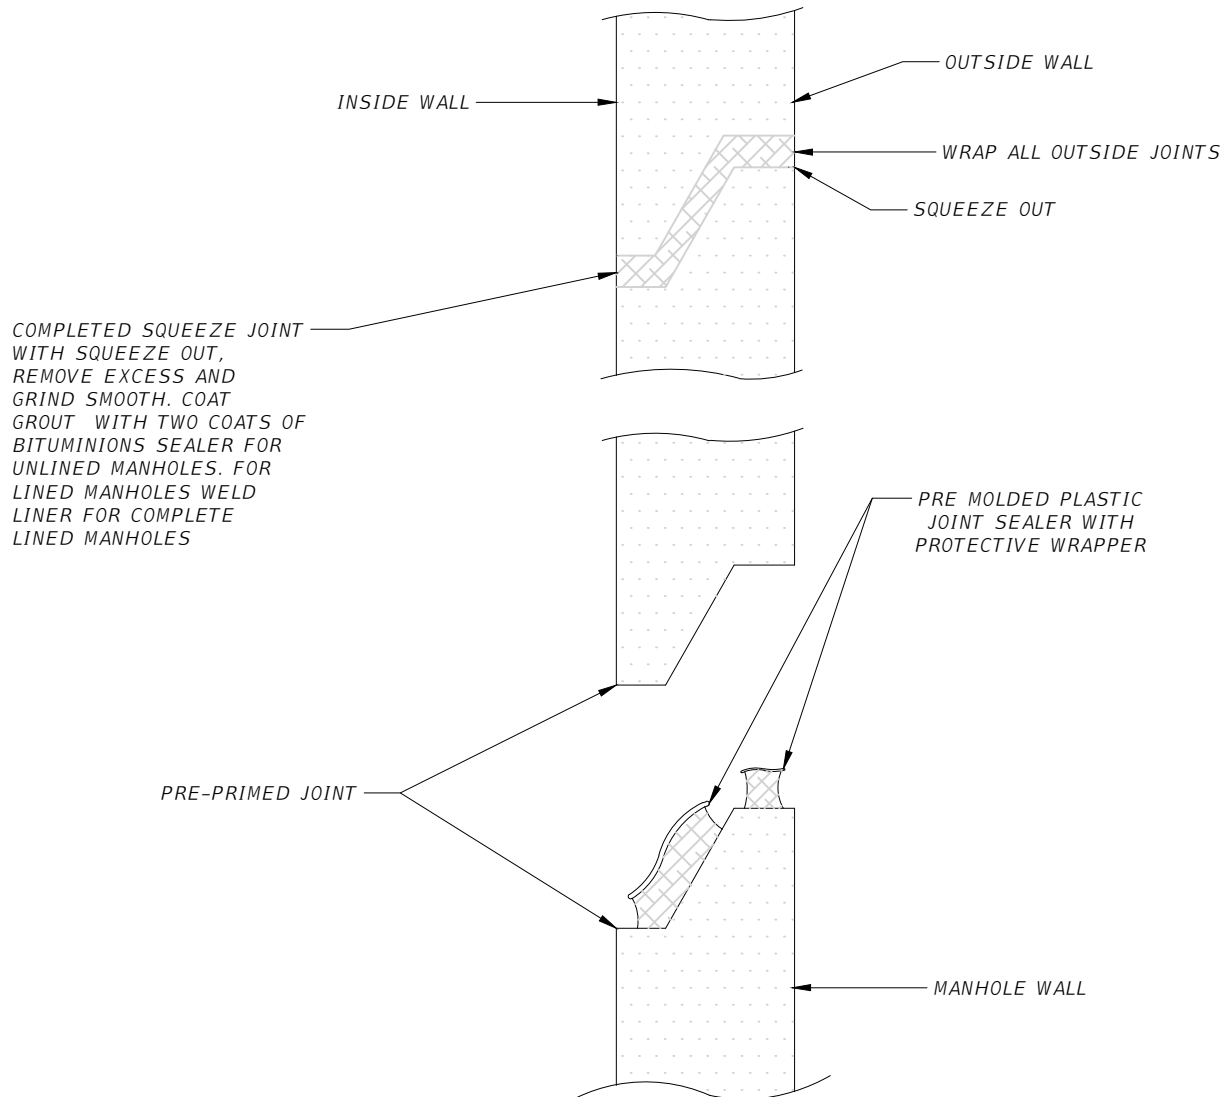 OUTSIDE WALL
INSIDE WALL
WRAP ALL OUTSIDE JOINTS
SQUEEZE OUT
COMPLETED SQUEEZE JOINT
WITH SQUEEZE OUT,
REMOVE EXCESS AND
GRIND SMOOTH. COAT
GROUT  WITH TWO COATS OF
BITUMINIONS SEALER FOR
UNLINED MANHOLES. FOR
LINED MANHOLES WELD
LINER FOR COMPLETE
LINED MANHOLES
PRE MOLDED PLASTIC
JOINT SEALER WITH
PROTECTIVE WRAPPER
PRE-PRIMED JOINT
MANHOLE WALL